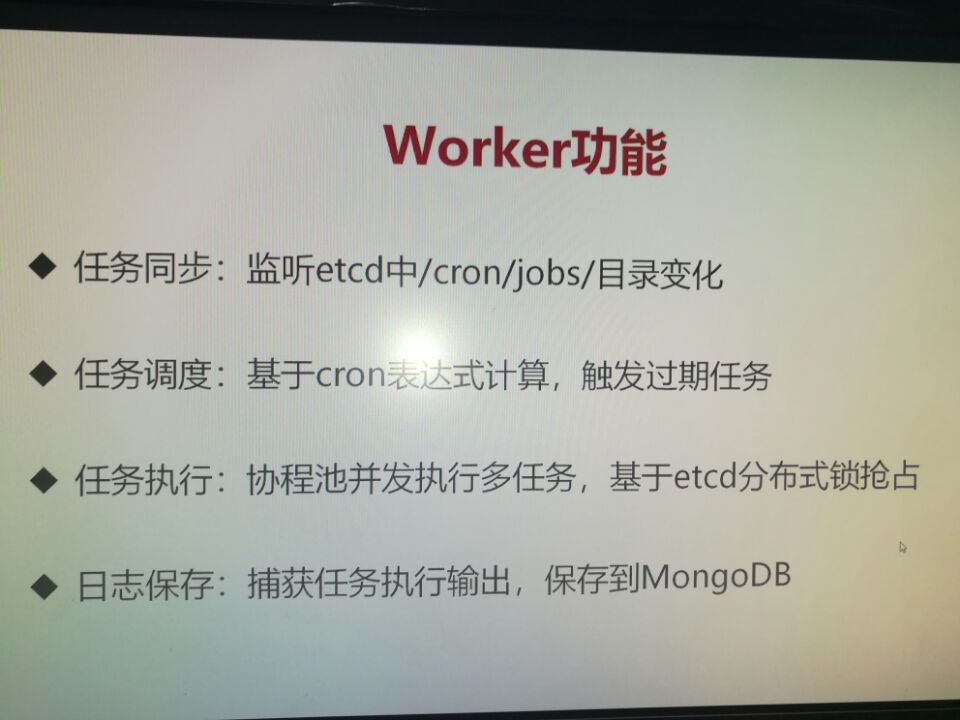 Worker功能
◆ 任务同步：监听etcd中/cron/jobs/目录变化
◆ 任务调度：基于cron表达式计算，触发过期任务
◆ 任务执行：协程池并发执行多任务，基于etcd分布式锁抢占
◆ 日志保存：捕获任务执行输出，保存到MongoDB